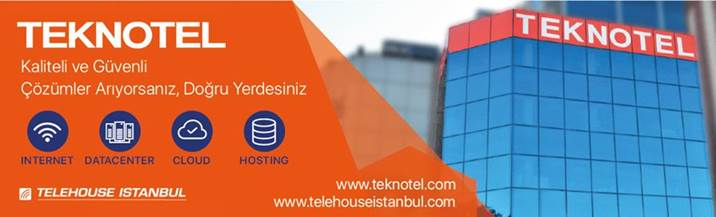 TEKNOTEL
Kaliteli ve Güvenli
Çözümler Arıyorsanız, Doğru Yerdesiniz
INTERNET DATACENTER CLOUD HOSTING
TELEHOUSE ISTANBUL
TEKNOTEL
www.teknotel.com
www.telehouseistanbul.com